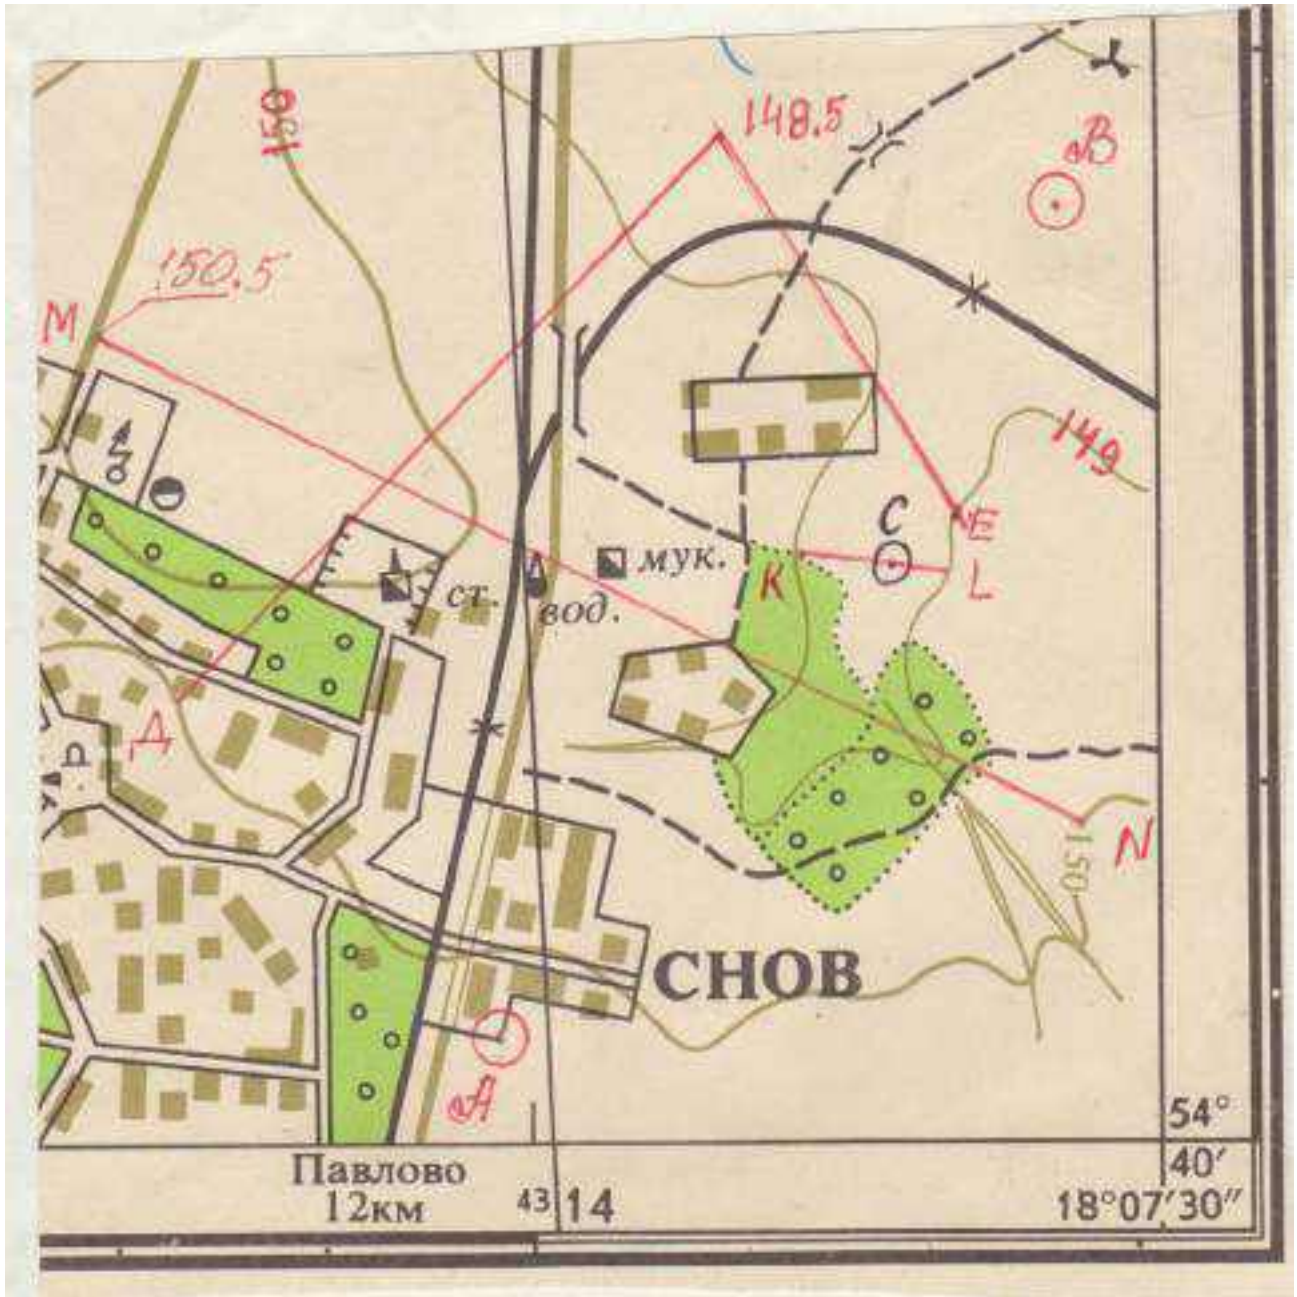 148.5
В
150
150.5
М
149
С
Е
мук.
К
L
ст.
вод.
Д
Р
150
N
СНОВ
А
54°
40′
18°07′30″
Павлово
12км
43 14